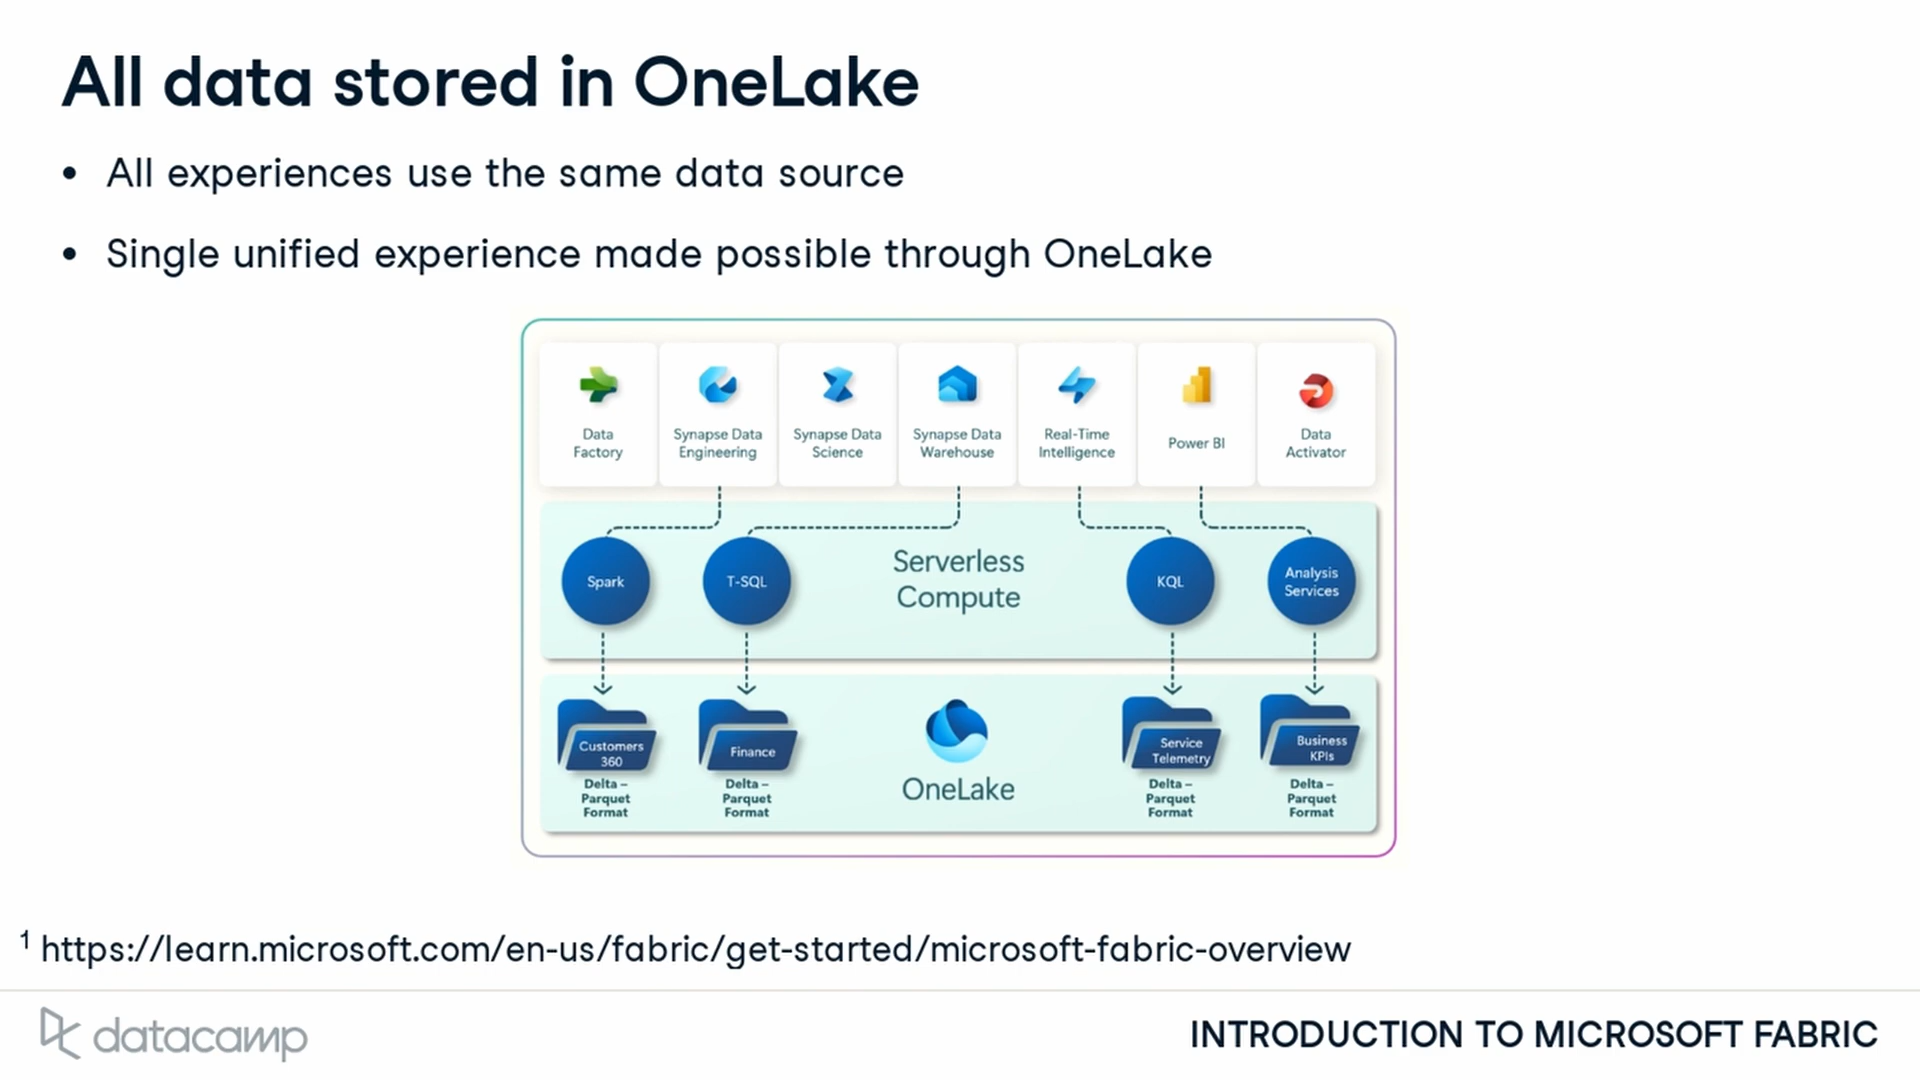 All data stored in OneLake
• All experiences use the same data source
• Single unified experience made possible through OneLake
Data
Factory
Synapse Data
Engineering
Synapse Data
Science
Synapse Data
Warehouse
Real-Time
Intelligence
Power BI
Data
Activator
Spark
T-SQL
Serverless
Compute
KQL
Analysis
Services
Customers
360
Delta –
Parquet
Format
Finance
Delta –
Parquet
Format
OneLake
Service
Telemetry
Delta –
Parquet
Format
Business
KPIs
Delta –
Parquet
Format
1 https://learn.microsoft.com/en-us/fabric/get-started/microsoft-fabric-overview
datacamp
INTRODUCTION TO MICROSOFT FABRIC